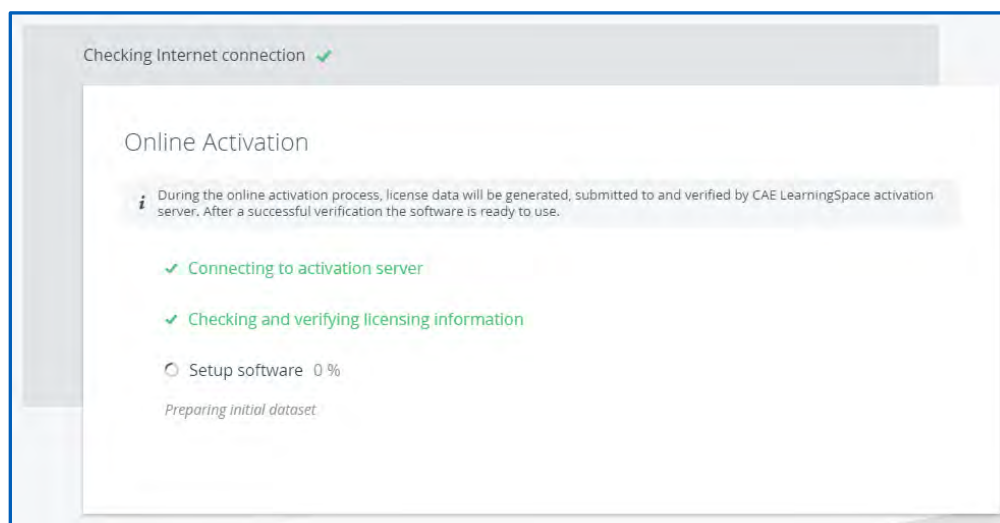 Checking Internet connection
Online Activation
i During the online activation process, license data will be generated, submitted to and verified by CAE LearningSpace activation
server. After a successful verification the software is ready to use.
Connecting to activation server
Checking and verifying licensing information
Setup software 0 %
Preparing initial dataset